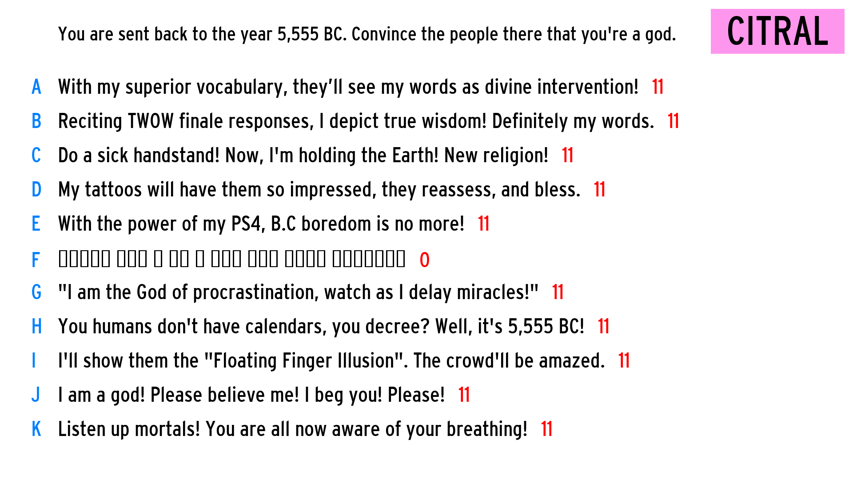 You are sent back to the year 5,555 BC. Convince the people there that you're a god.
CITRAL
A With my superior vocabulary, they’ll see my words as divine intervention! 11
B Reciting TWOW finale responses, I depict true wisdom! Definitely my words. 11
C Do a sick handstand! Now, I'm holding the Earth! New religion! 11
D My tattoos will have them so impressed, they reassess, and bless. 11
E With the power of my PS4, B.C boredom is no more! 11
F 0
G "I am the God of procrastination, watch as I delay miracles!" 11
H You humans don't have calendars, you decree? Well, it's 5,555 BC! 11
I I'll show them the "Floating Finger Illusion". The crowd'll be amazed. 11
J I am a god! Please believe me! I beg you! Please! 11
K Listen up mortals! You are all now aware of your breathing! 11